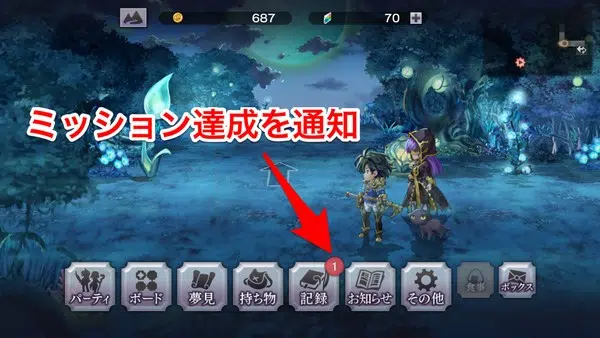 687
70
ミッション達成を通知
1
パーティ
ボード
夢見
持ち物
記録
お知らせ
その他
食事
ボックス